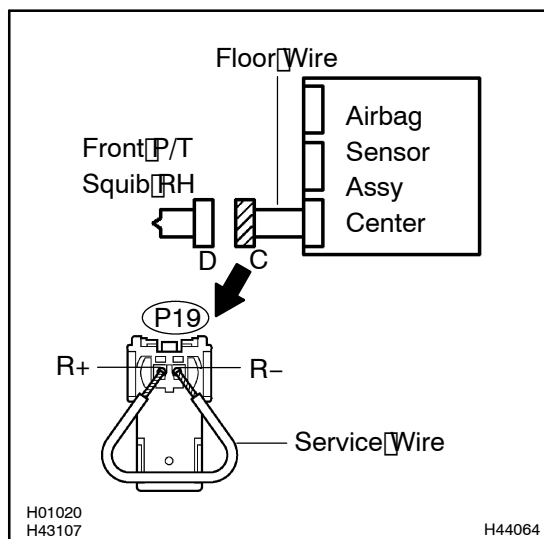 Floor Wire
Airbag
Sensor
Assy
Center
Front P/T
Squib RH
D
C
P19
R+
R−
Service Wire
H01020
H43107
H44064